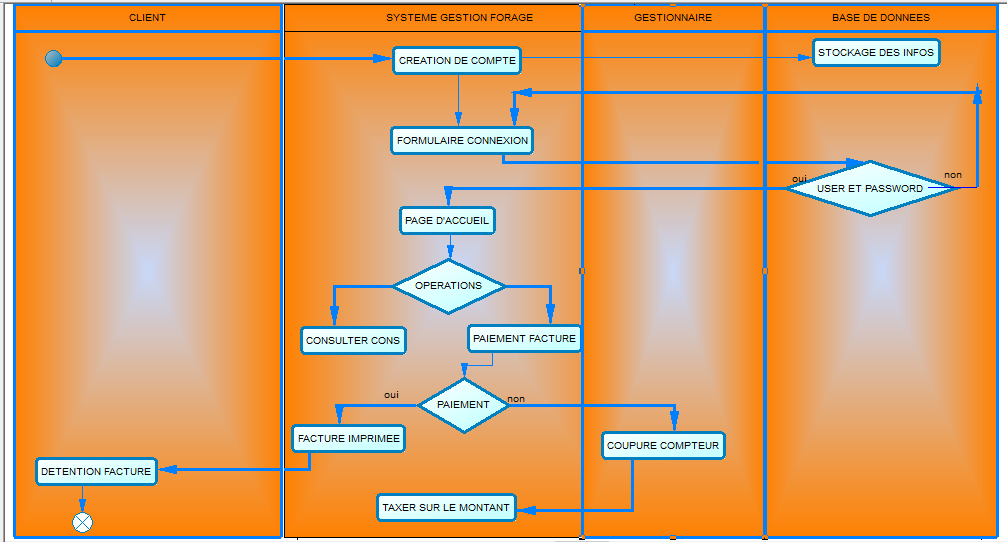 CLIENT
SYSTEME GESTION FORAGE
GESTIONNAIRE
BASE DE DONNEES
CREATION DE COMPTE
STOCKAGE DES INFOS
FORMULAIRE CONNEXION
oui
USER ET PASSWORD
non
PAGE D'ACCUEIL
OPERATIONS
CONSULTER CONS
PAIEMENT FACTURE
oui
PAIEMENT
non
FACTURE IMPRIMEE
COUPURE COMPTEUR
DETENTION FACTURE
TAXER SUR LE MONTANT